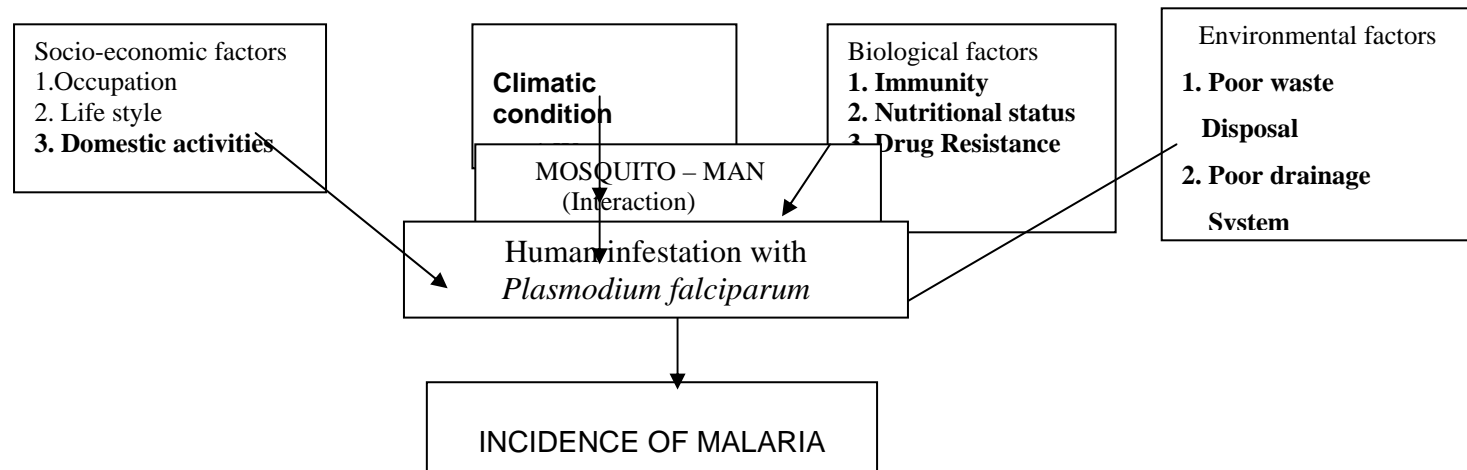 Socio-economic factors
1.Occupation
2. Life style
3. Domestic activities
Climatic
condition
Biological factors
1. Immunity
2. Nutritional status
3. Drug Resistance
Environmental factors
1. Poor waste
Disposal
2. Poor drainage
System
MOSQUITO – MAN
(Interaction)
Human infestation with
Plasmodium falciparum
INCIDENCE OF MALARIA